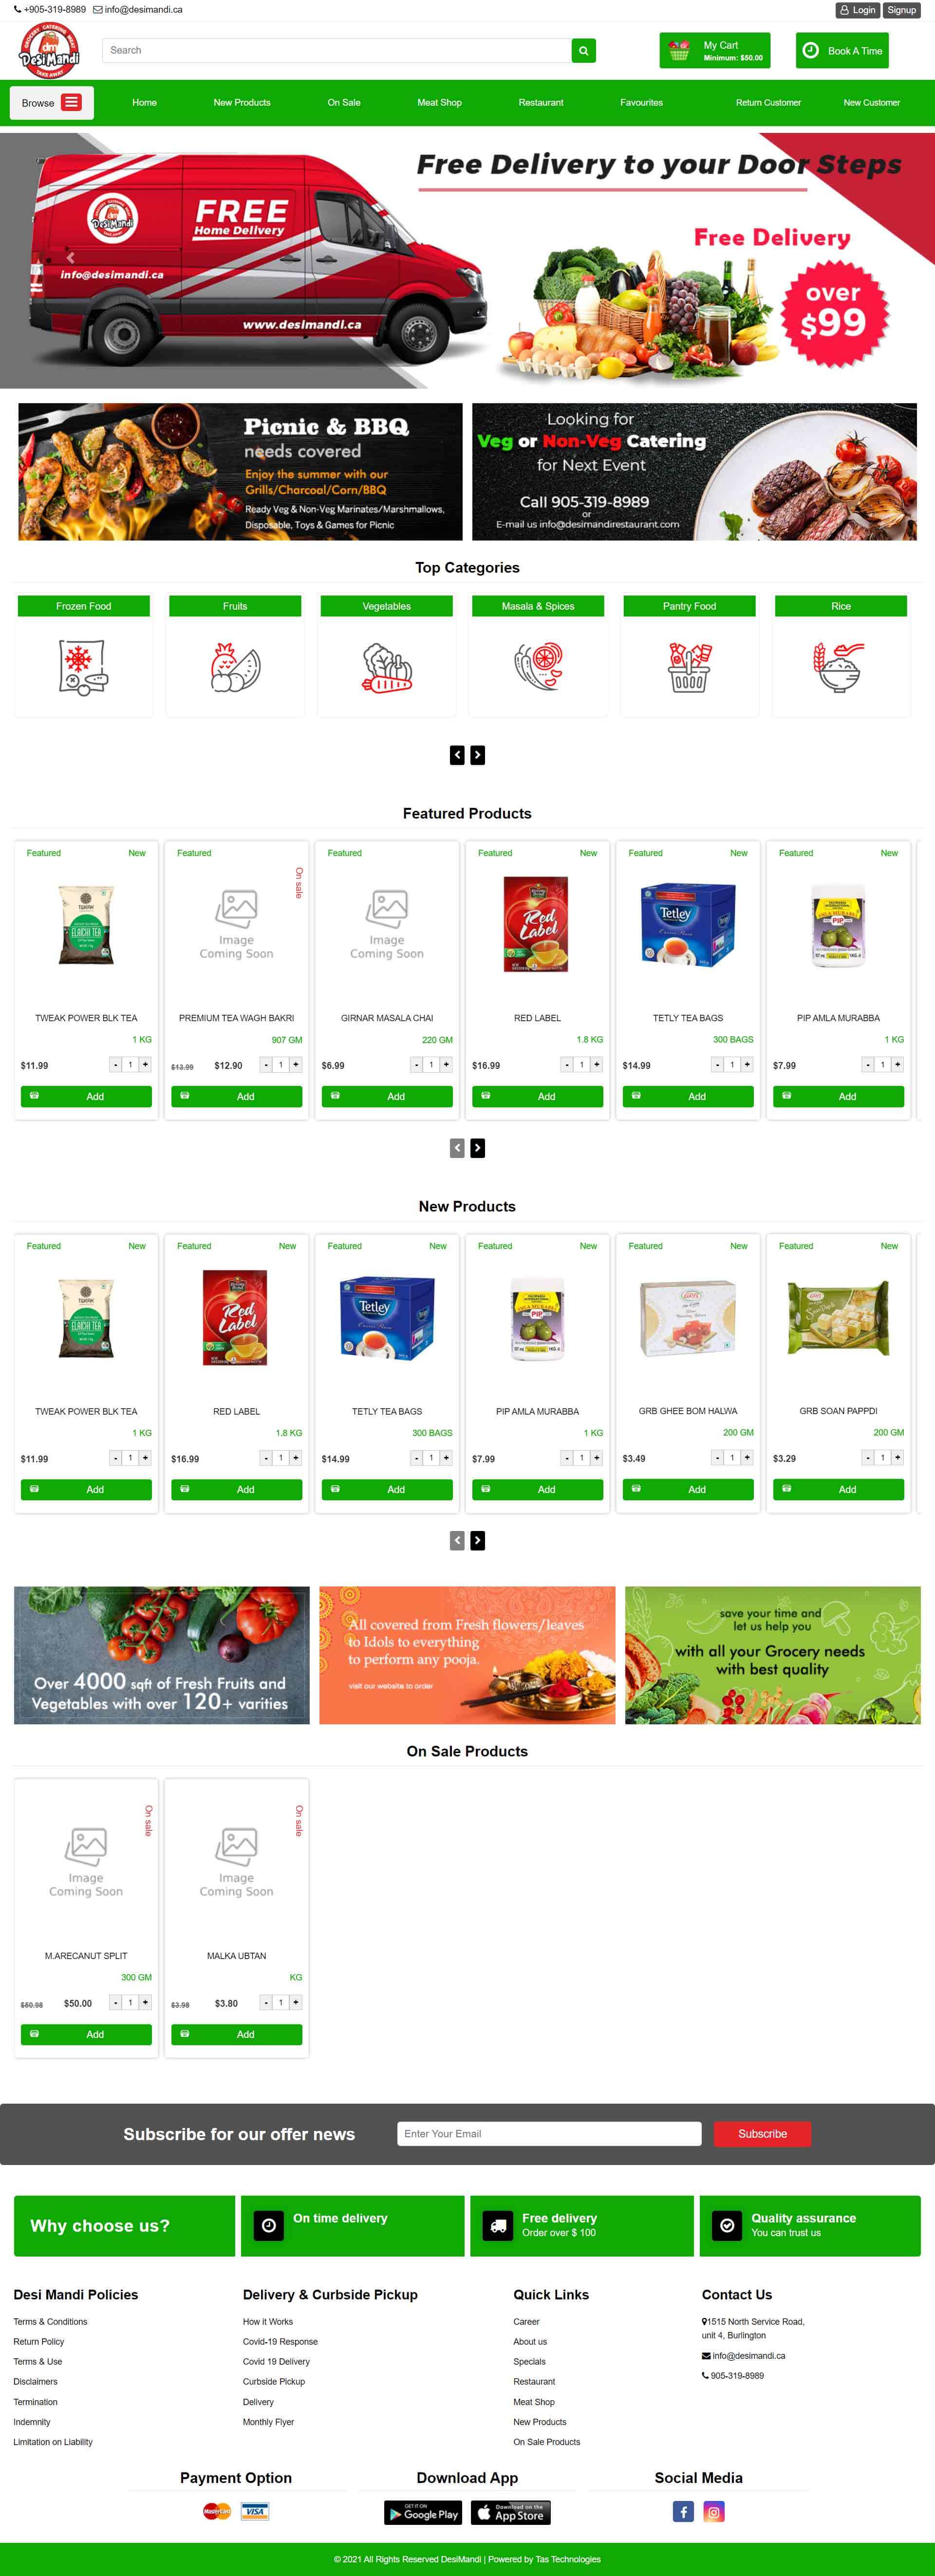 +905-319-8989 info@desimandi.ca
Login Signup
GROCERY CATERING MEAT
dm
DesiMandi
TAKE AWAY
Search
My Cart
Minimum: $50.00
Book A Time
Browse
Home New Products On Sale Meat Shop Restaurant Favourites Return Customer New Customer
Free Delivery to your Door Steps
DesiMandi
FREE
Home Delivery
info@desimandi.ca
www.desimandi.ca
Free Delivery
over
$99
Picnic & BBQ
needs covered
Enjoy the summer with our
Grills/Charcoal/Corn/BBQ
Ready Veg & Non-Veg Marinates/Marshmallows,
Disposable, Toys & Games for Picnic
Looking for
Veg or Non-Veg Catering
for Next Event
Call 905-319-8989
or
E-mail us info@desimandirestaurant.com
Top Categories
Frozen Food Fruits Vegetables Masala & Spices Pantry Food Rice
Featured Products
Featured New Featured Featured Featured New Featured New Featured New
On sale
TWEAK
ELAICHI TEA
Image
Coming Soon
Image
Coming Soon
Red
Label
Tetley
PIP
TWEAK POWER BLK TEA PREMIUM TEA WAGH BAKRI GIRNAR MASALA CHAI RED LABEL TETLY TEA BAGS PIP AMLA MURABBA
1 KG 907 GM 220 GM 1.8 KG 300 BAGS 1 KG
$11.99 - 1 + $13.99 $12.90 - 1 + $6.99 - 1 + $16.99 - 1 + $14.99 - 1 + $7.99 - 1 +
Add Add Add Add Add Add
New Products
Featured New Featured New Featured New Featured New Featured New Featured New
TWEAK
ELAICHI TEA
Red
Label
Tetley
PIP
TWEAK POWER BLK TEA RED LABEL TETLY TEA BAGS PIP AMLA MURABBA GRB GHEE BOM HALWA GRB SOAN PAPPDI
1 KG 1.8 KG 300 BAGS 1 KG 200 GM 200 GM
$11.99 - 1 + $16.99 - 1 + $14.99 - 1 + $7.99 - 1 + $3.49 - 1 + $3.29 - 1 +
Add Add Add Add Add Add
Over 4000 sqft of Fresh Fruits and
Vegetables with over 120+ varities
All covered from Fresh flowers/leaves
to Idols to everything
to perform any pooja.
visit our website to order
save your time and
let us help you
with all your Grocery needs
with best quality
On Sale Products
On sale On sale
Image
Coming Soon
Image
Coming Soon
M.ARECANUT SPLIT MALKA UBTAN
300 GM KG
$50.98 $50.00 - 1 + $3.98 $3.80 - 1 +
Add Add
Subscribe for our offer news
Enter Your Email
Subscribe
Why choose us?
On time delivery
Free delivery
Order over $ 100
Quality assurance
You can trust us
Desi Mandi Policies
Terms & Conditions
Return Policy
Terms & Use
Disclaimers
Termination
Indemnity
Limitation on Liability
Delivery & Curbside Pickup
How it Works
Covid-19 Response
Covid 19 Delivery
Curbside Pickup
Delivery
Monthly Flyer
Quick Links
Career
About us
Specials
Restaurant
Meat Shop
New Products
On Sale Products
Contact Us
1515 North Service Road,
unit 4, Burlington
info@desimandi.ca
905-319-8989
Payment Option
MasterCard VISA
Download App
GET IT ON
Google Play
Download on the
App Store
Social Media
© 2021 All Rights Reserved DesiMandi | Powered by Tas Technologies